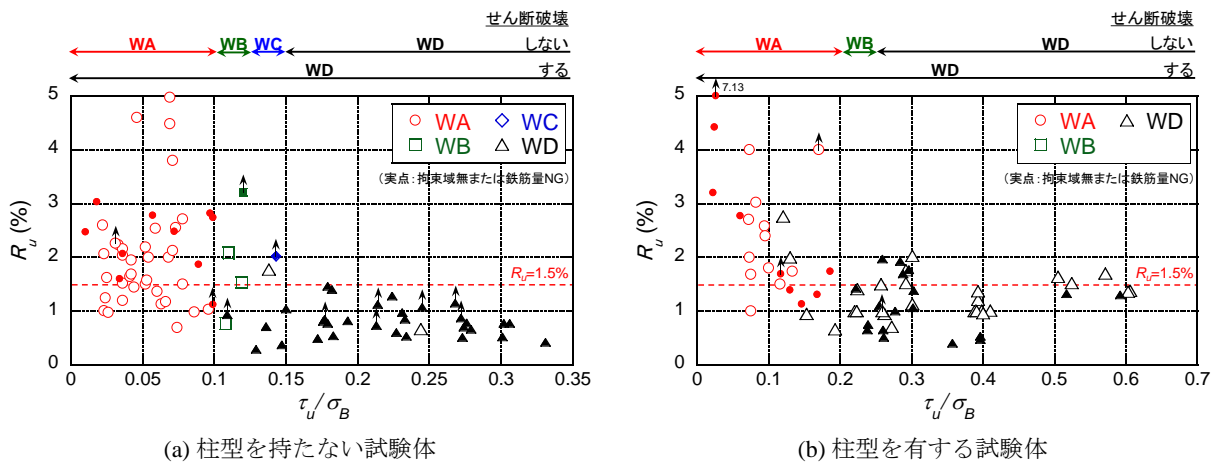 せん断破壊
WA WB WC WD しない
WD する
5
4
3
2
1
0
R_u (%)
WA WC
WB WD
(実点:拘束域無または鉄筋量NG)
R_u=1.5%
0 0.05 0.1 0.15 0.2 0.25 0.3 0.35
τ_u/σ_B
(a) 柱型を持たない試験体
せん断破壊
WA WB WD しない
WD する
7.13
5
4
3
2
1
0
R_u (%)
WA WD
WB
(実点:拘束域無または鉄筋量NG)
R_u=1.5%
0 0.1 0.2 0.3 0.4 0.5 0.6 0.7
τ_u/σ_B
(b) 柱型を有する試験体